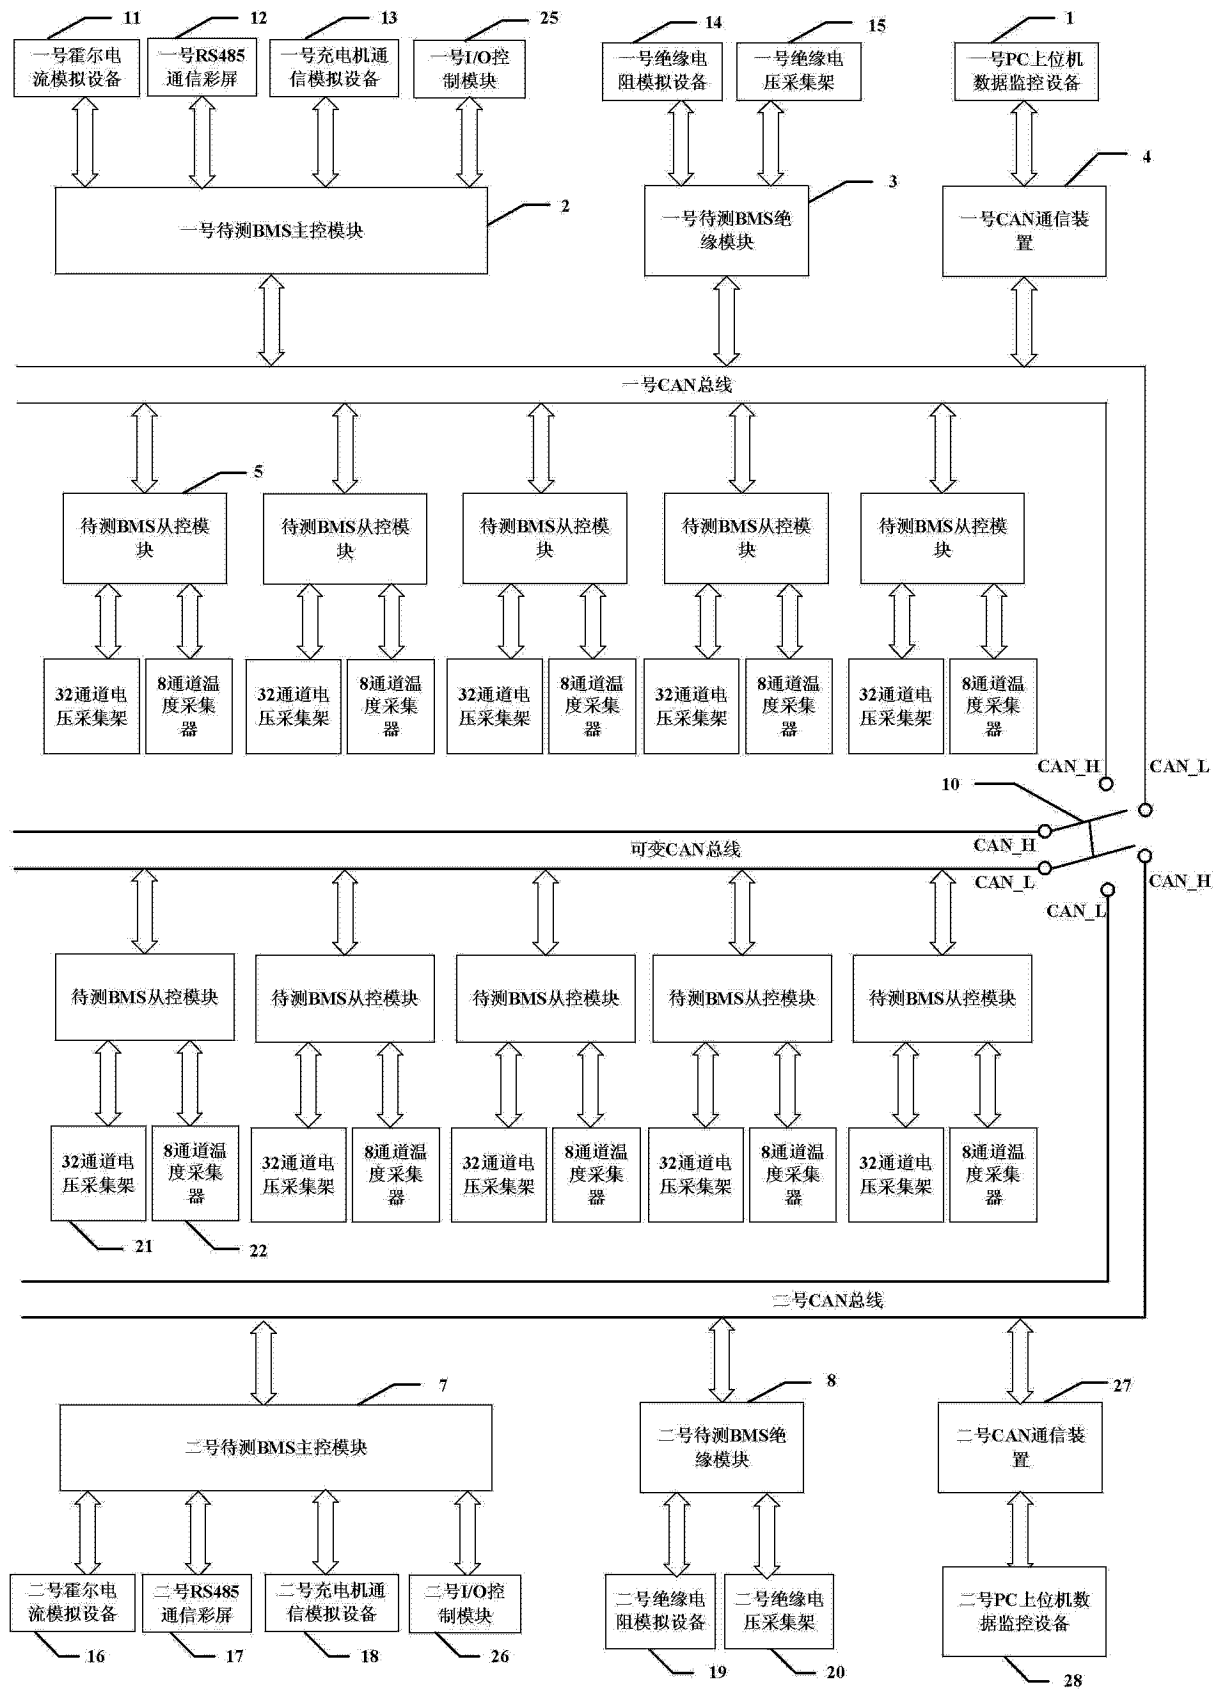 11
12
13
25
14
15
1
一号霍尔电
流模拟设备
一号RS485
通信彩屏
一号充电机通
信模拟设备
一号I/O控
制模块
一号绝缘电
阻模拟设备
一号绝缘电
压采集架
一号PC上位机
数据监控设备
2
3
4
一号待测BMS主控模块
一号待测BMS绝
缘模块
一号CAN通信装
置
一号CAN总线
5
待测BMS从控模
块
待测BMS从控模
块
待测BMS从控模
块
待测BMS从控模
块
待测BMS从控模
块
32通道电
压采集架
8通道温
度采集
器
32通道电
压采集架
8通道温
度采集
器
32通道电
压采集架
8通道温
度采集
器
32通道电
压采集架
8通道温
度采集
器
32通道电
压采集架
8通道温
度采集
器
CAN_H
CAN_L
10
CAN_H
可变CAN总线
CAN_L
CAN_H
CAN_L
待测BMS从控模块
待测BMS从控模块
待测BMS从控模块
待测BMS从控模块
待测BMS从控模块
32通道电
压采集架
8通道温
度采集
器
32通道电
压采集架
8通道温
度采集
器
32通道电
压采集架
8通道温
度采集
器
32通道电
压采集架
8通道温
度采集
器
32通道电
压采集架
8通道温
度采集
器
21
22
二号CAN总线
7
8
27
二号待测BMS主控模块
二号待测BMS绝
缘模块
二号CAN通信装
置
二号霍尔电
流模拟设备
二号RS485
通信彩屏
二号充电机通
信模拟设备
二号I/O控
制模块
二号绝缘电
阻模拟设备
二号绝缘电
压采集架
二号PC上位机数
据监控设备
16
17
18
26
19
20
28